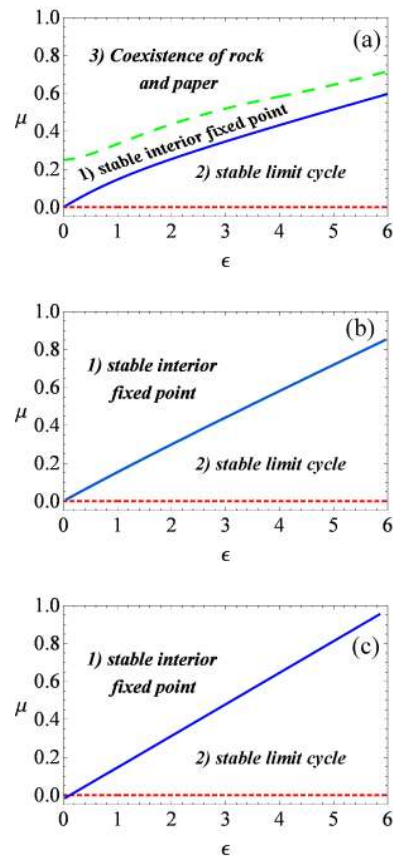 (a)
1.0
3) Coexistence of rock
and paper
0.8
0.6
μ
0.4
1) stable interior fixed point
2) stable limit cycle
0.2
0.0
0 1 2 3 4 5 6
ϵ
(b)
1.0
0.8
1) stable interior
fixed point
0.6
μ
0.4
2) stable limit cycle
0.2
0.0
0 1 2 3 4 5 6
ϵ
(c)
1.0
0.8
1) stable interior
fixed point
0.6
μ
0.4
2) stable limit cycle
0.2
0.0
0 1 2 3 4 5 6
ϵ